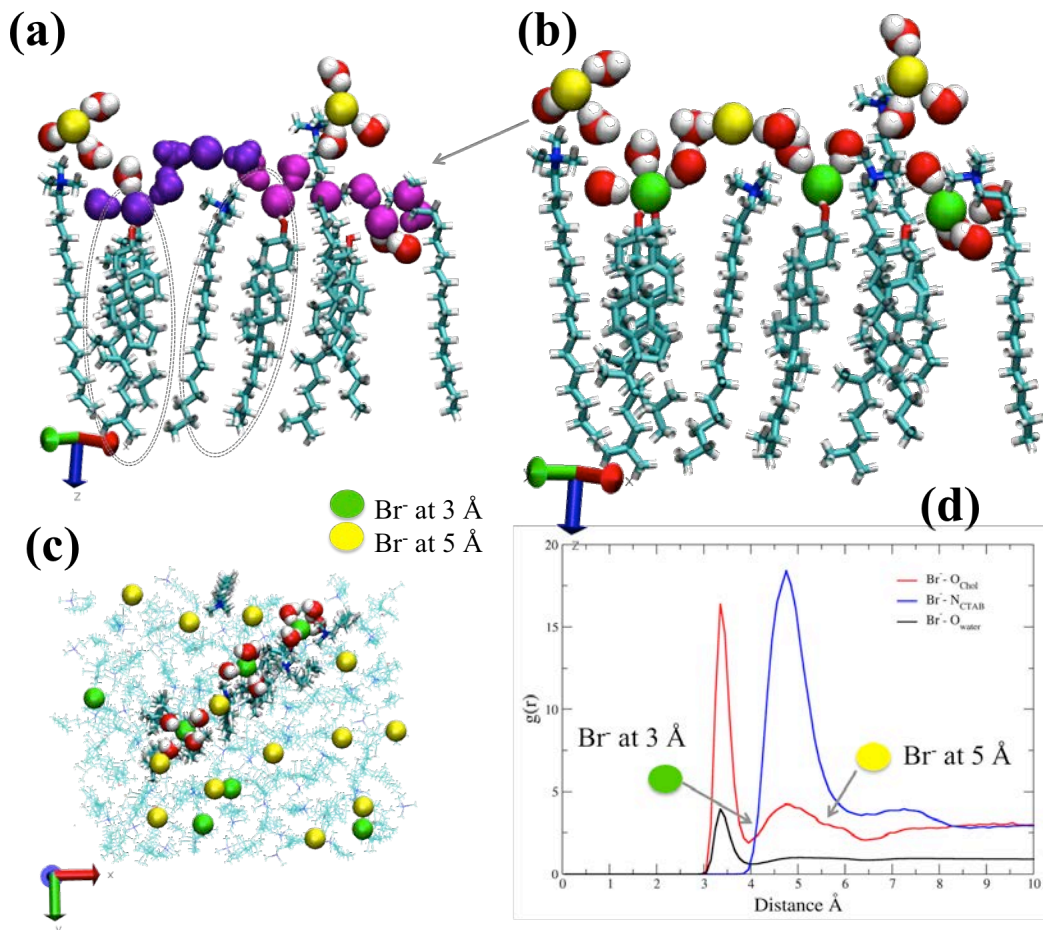 (a)
(b)
z
x
z
Br⁻ at 3 Å
Br⁻ at 5 Å
(c)
x
y
(d)
20
15
10
5
0
g(r)
Br⁻- O_Chol
Br⁻- N_CTAB
Br⁻- O_water
Br⁻ at 3 Å
Br⁻ at 5 Å
0 1 2 3 4 5 6 7 8 9 10
Distance Å